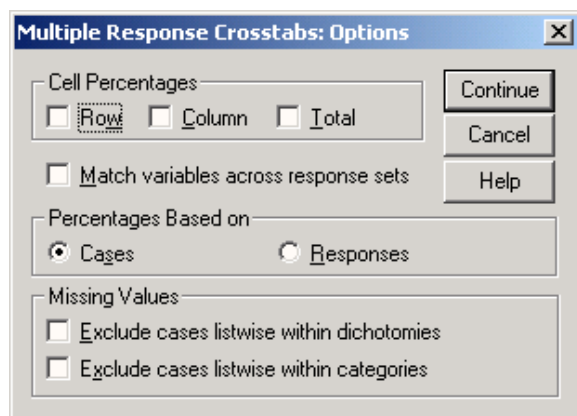 Multiple Response Crosstabs: Options
Cell Percentages
Row Column Total
Continue
Cancel
Match variables across response sets
Help
Percentages Based on
Cases Responses
Missing Values
Exclude cases listwise within dichotomies
Exclude cases listwise within categories